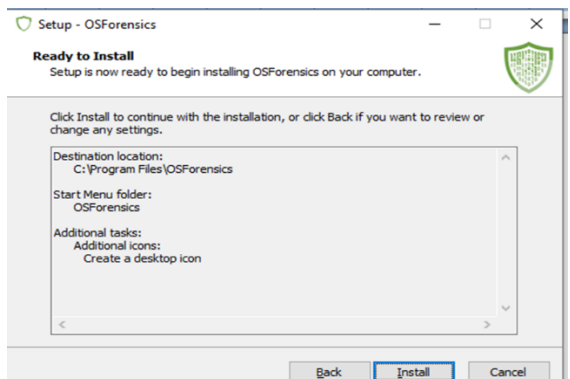 Setup - OSForensics
Ready to Install
Setup is now ready to begin installing OSForensics on your computer.
Click Install to continue with the installation, or click Back if you want to review or
change any settings.
Destination location:
C:\Program Files\OSForensics
Start Menu folder:
OSForensics
Additional tasks:
Additional icons:
Create a desktop icon
Back Install Cancel